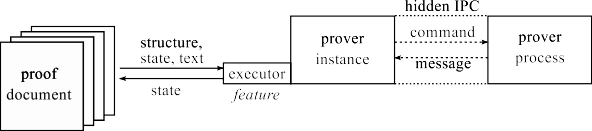 hidden IPC
structure,
state, text
state
proof
document
executor
feature
prover
instance
command
message
prover
process